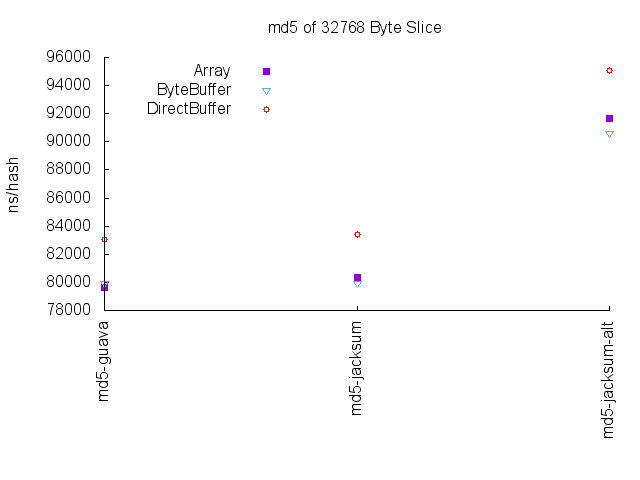 md5 of 32768 Byte Slice
ns/hash
96000
94000
92000
90000
88000
86000
84000
82000
80000
78000
Array
ByteBuffer
DirectBuffer
md5-guava
md5-jacksum
md5-jacksum-alt